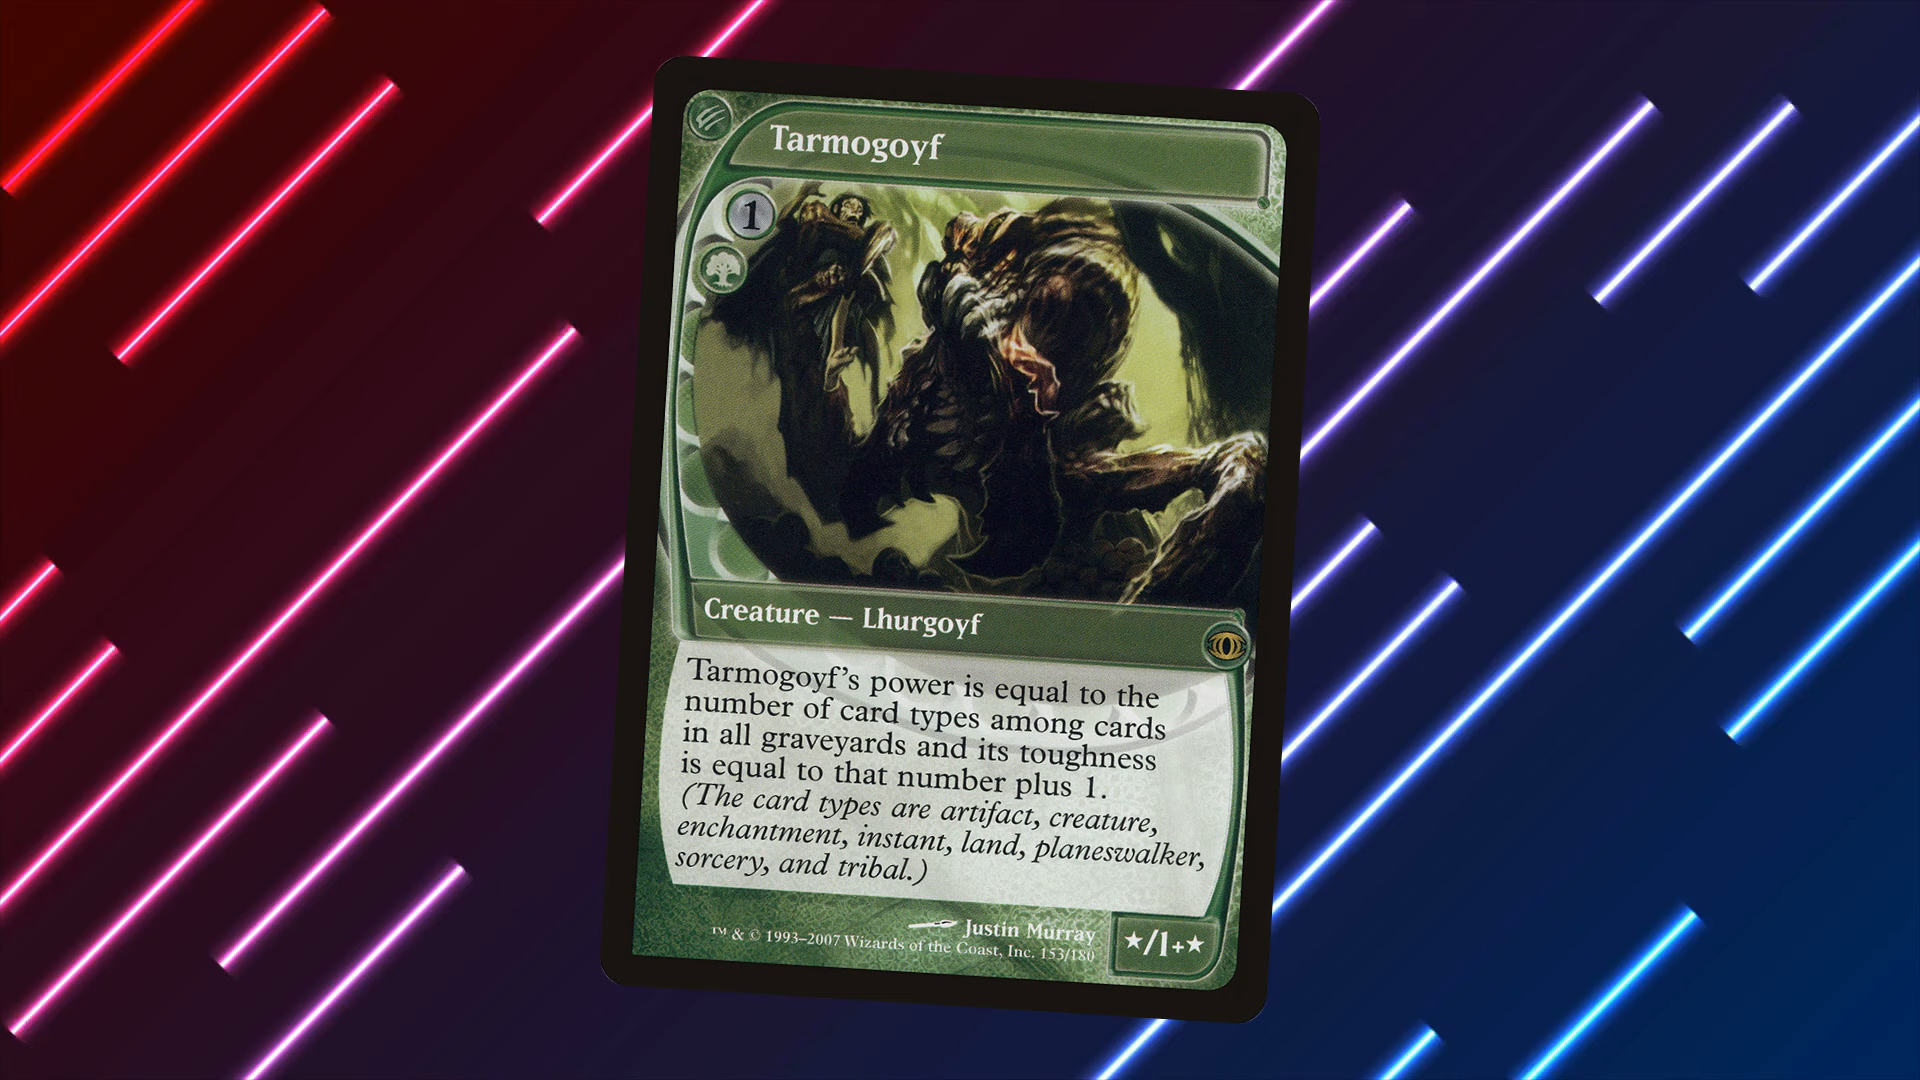 Tarmogoyf
1
Creature — Lhurgoyf
Tarmogoyf's power is equal to the
number of card types among cards
in all graveyards and its toughness
is equal to that number plus 1.
(The card types are artifact, creature,
enchantment, instant, land, planeswalker,
sorcery, and tribal.)
Justin Murray
™ & © 1993–2007 Wizards of the Coast, Inc. 153/180
★/1+★